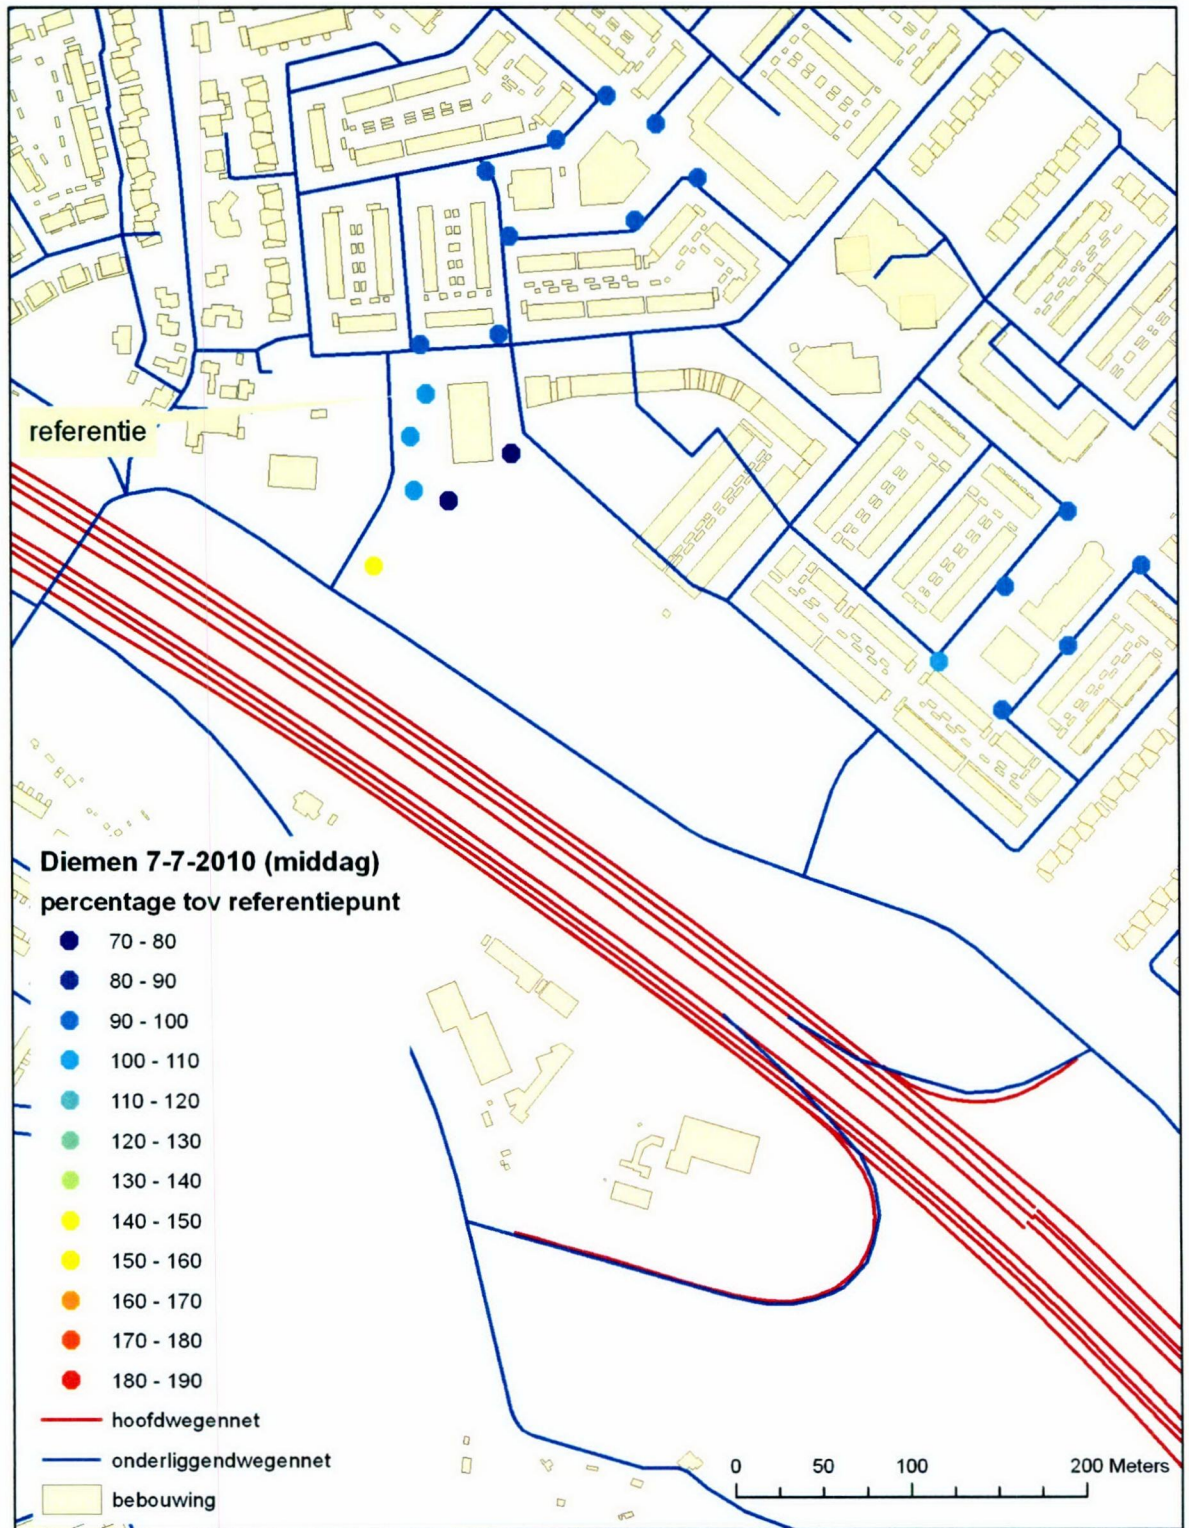 referentie
Diemen 7-7-2010 (middag)
percentage tov referentiepunt
70 - 80
80 - 90
90 - 100
100 - 110
110 - 120
120 - 130
130 - 140
140 - 150
150 - 160
160 - 170
170 - 180
180 - 190
hoofdwegennet
onderliggendwegennet
bebouwing
0 50 100 200 Meters